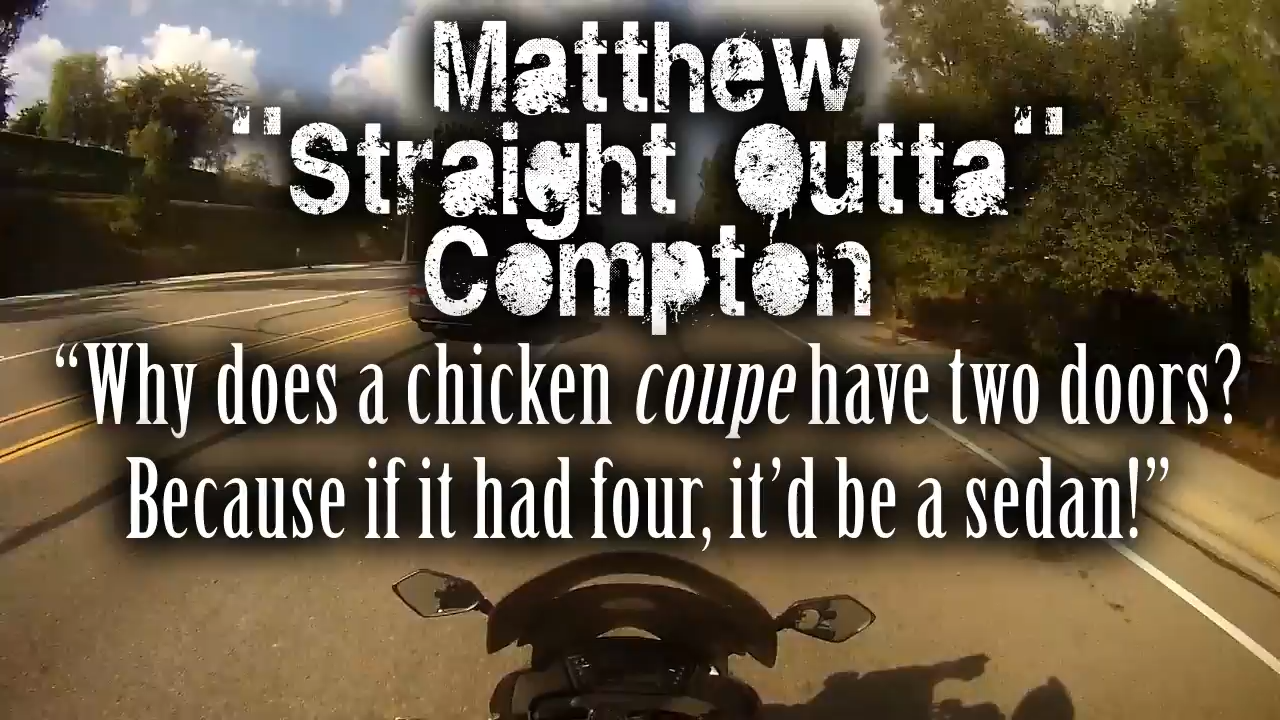 Matthew
"Straight Outta"
Compton
“Why does a chicken coupe have two doors?
Because if it had four, it’d be a sedan!”